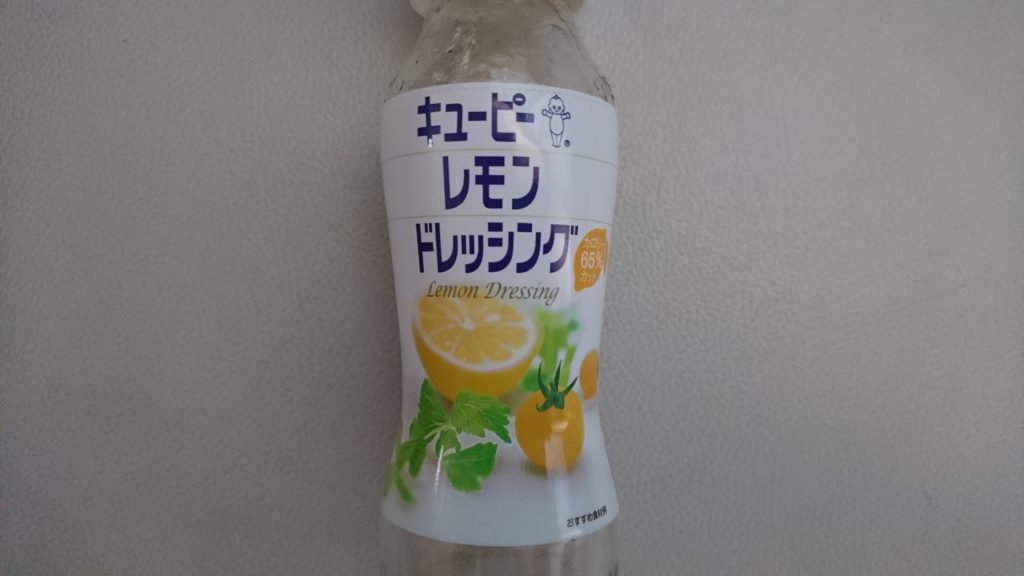 キューピー
レモン
ドレッシング
カロリー
65%
カット
Lemon Dressing
おすすめ食材例